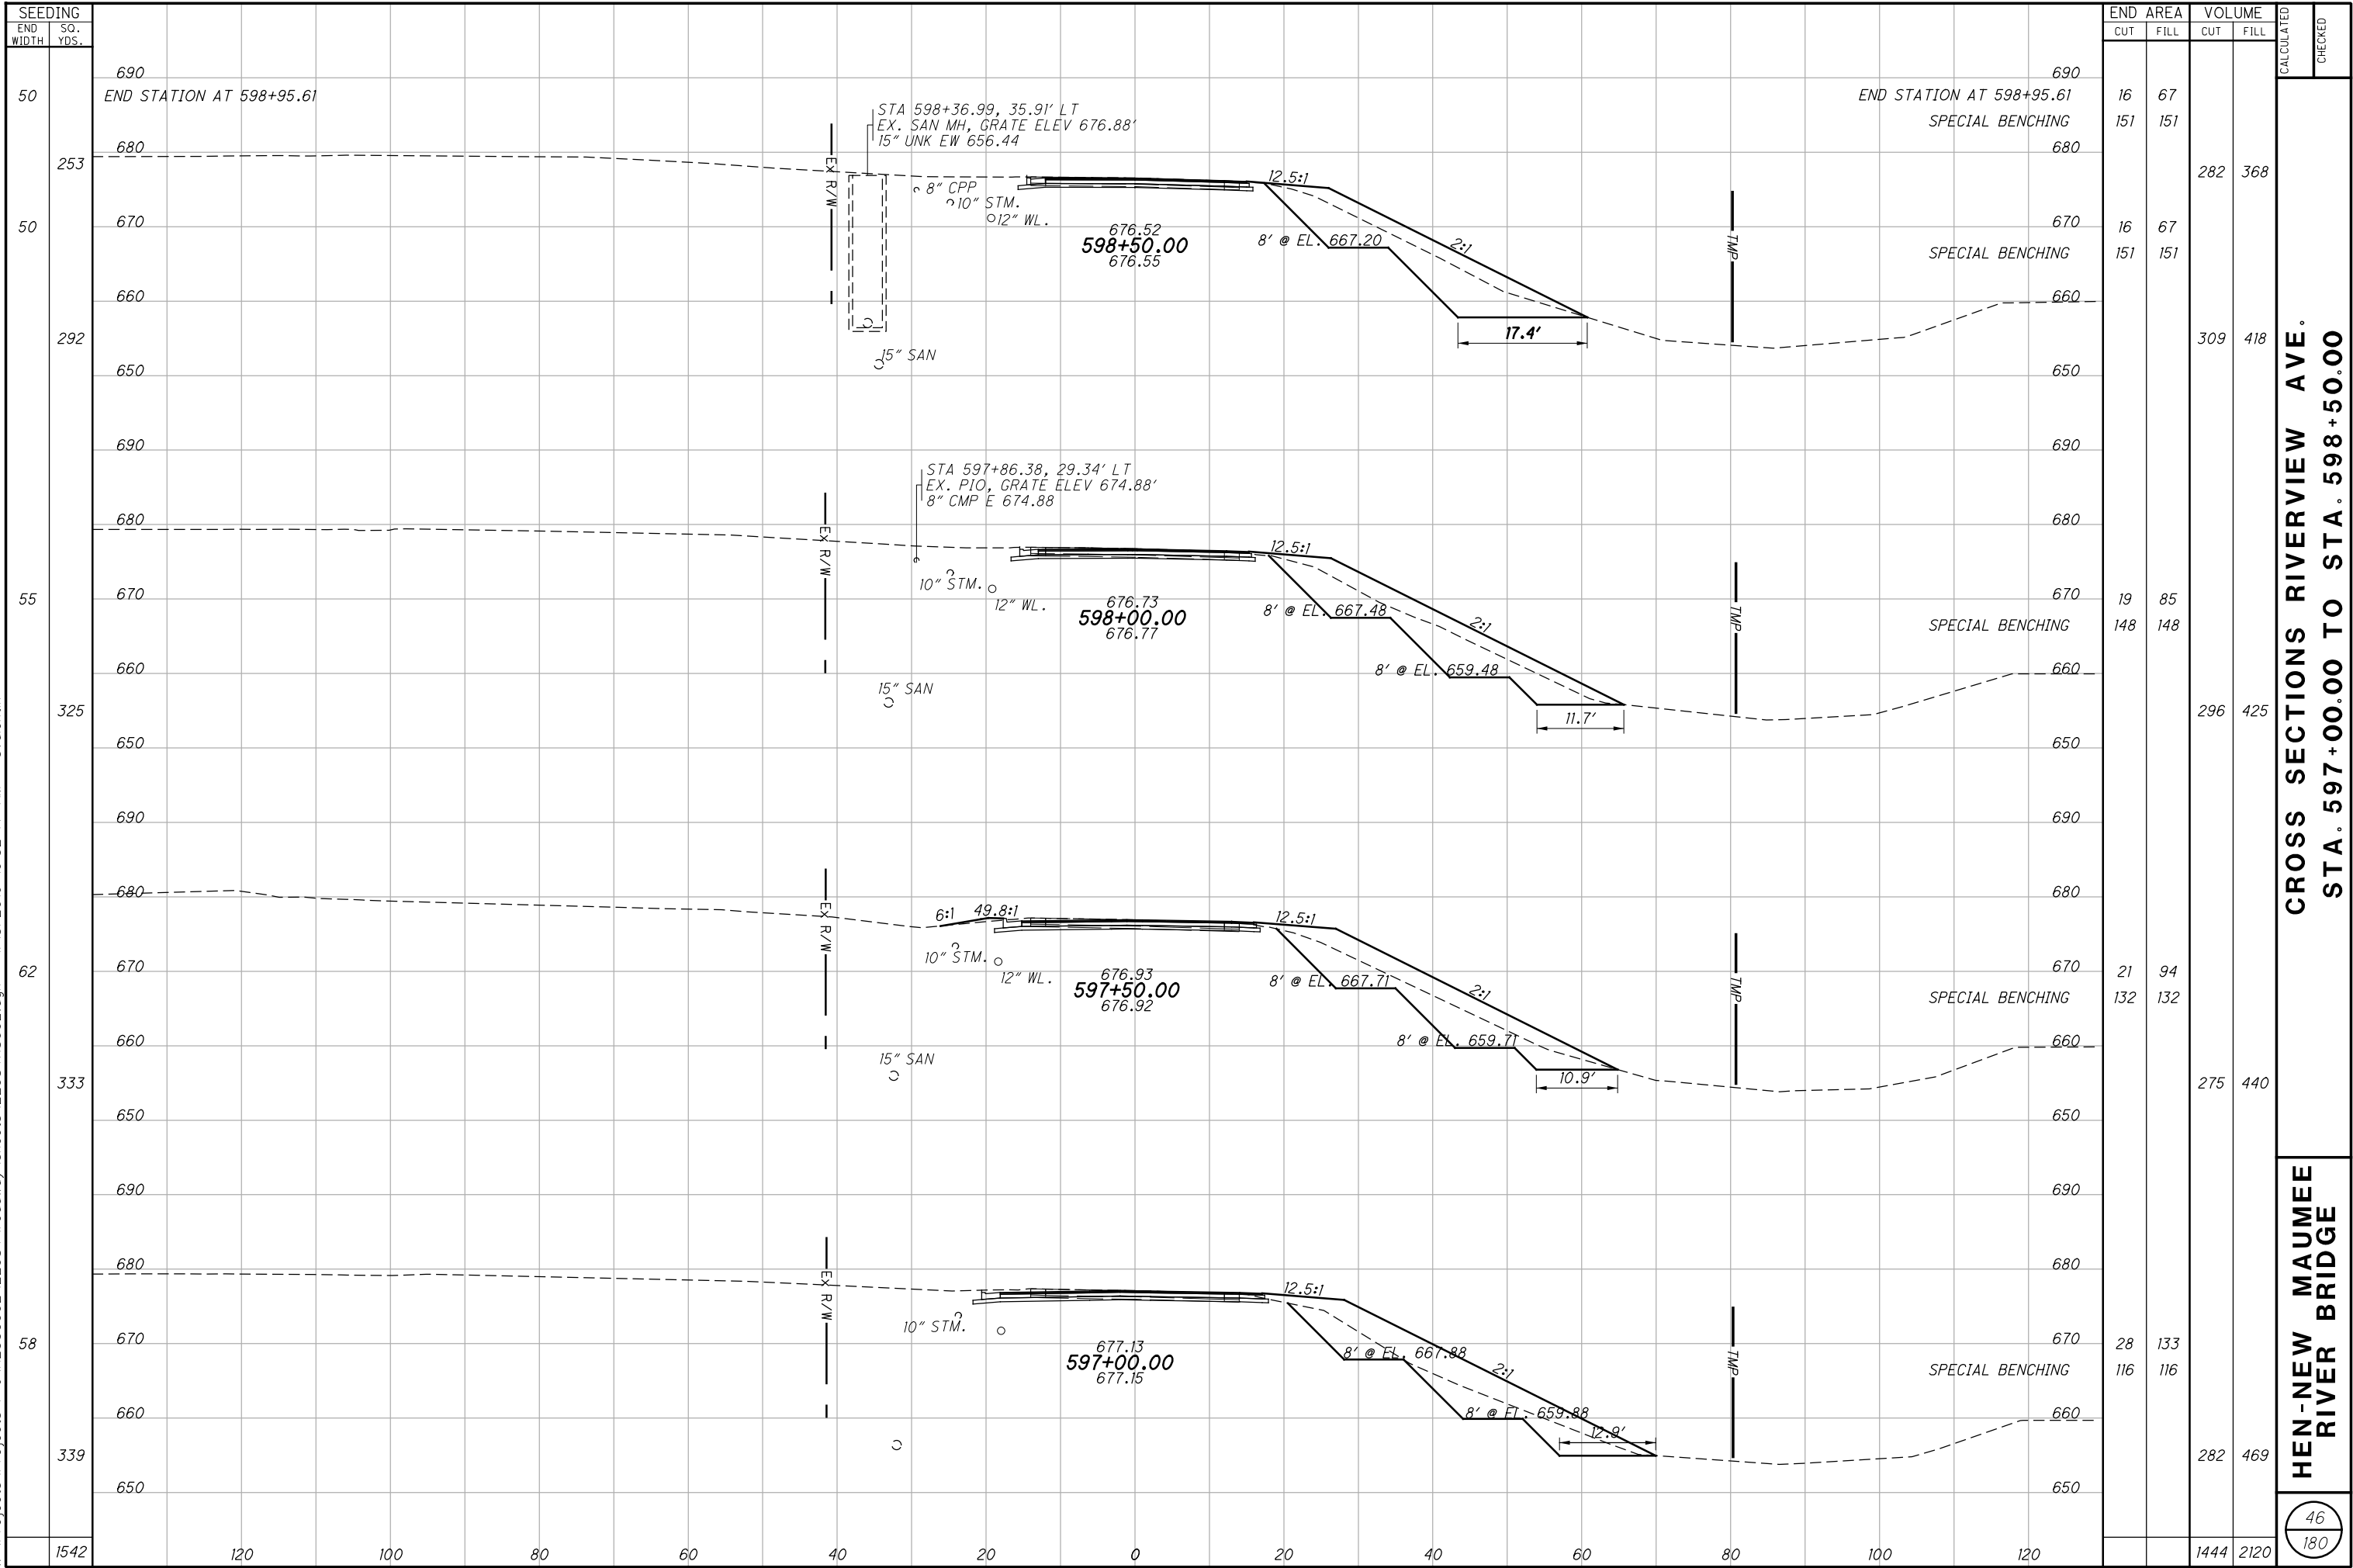 SEEDING
END WIDTH
SQ. YDS.
END AREA
CUT
FILL
VOLUME
CUT
FILL
CALCULATED
CHECKED
690
690
50
END STATION AT 598+95.61
END STATION AT 598+95.61
16
67
SPECIAL BENCHING
151
151
STA 598+36.99, 35.91' LT
EX. SAN MH, GRATE ELEV 676.88'
15" UNK EW 656.44
680
680
253
282
368
EX R/W
8" CPP
10" STM.
12" WL.
12.5:1
50
670
670
16
67
676.52
598+50.00
676.55
8' @ EL. 667.20
2:1
TMP
SPECIAL BENCHING
151
151
660
660
17.4'
292
309
418
15" SAN
650
650
690
690
STA 597+86.38, 29.34' LT
EX. PIO, GRATE ELEV 674.88'
8" CMP E 674.88
680
680
EX R/W
12.5:1
10" STM.
12" WL.
55
670
670
19
85
676.73
598+00.00
676.77
8' @ EL. 667.48
2:1
TMP
SPECIAL BENCHING
148
148
660
660
8' @ EL. 659.48
15" SAN
325
11.7'
296
425
650
650
690
690
680
680
EX R/W
6:1
49.8:1
12.5:1
10" STM.
12" WL.
62
670
670
21
94
676.93
597+50.00
676.92
8' @ EL. 667.71
2:1
TMP
SPECIAL BENCHING
132
132
660
660
8' @ EL. 659.71
15" SAN
10.9'
333
275
440
650
650
690
690
680
680
EX R/W
12.5:1
10" STM.
58
670
670
28
133
677.13
597+00.00
677.15
8' @ EL. 667.88
2:1
TMP
SPECIAL BENCHING
116
116
660
660
8' @ EL. 659.88
12.9'
339
282
469
650
650
1542
120
100
80
60
40
20
0
20
40
60
80
100
120
1444
2120
CROSS SECTIONS RIVERVIEW AVE.
STA. 597+00.00 TO STA. 598+50.00
HEN-NEW MAUMEE
RIVER BRIDGE
46
180